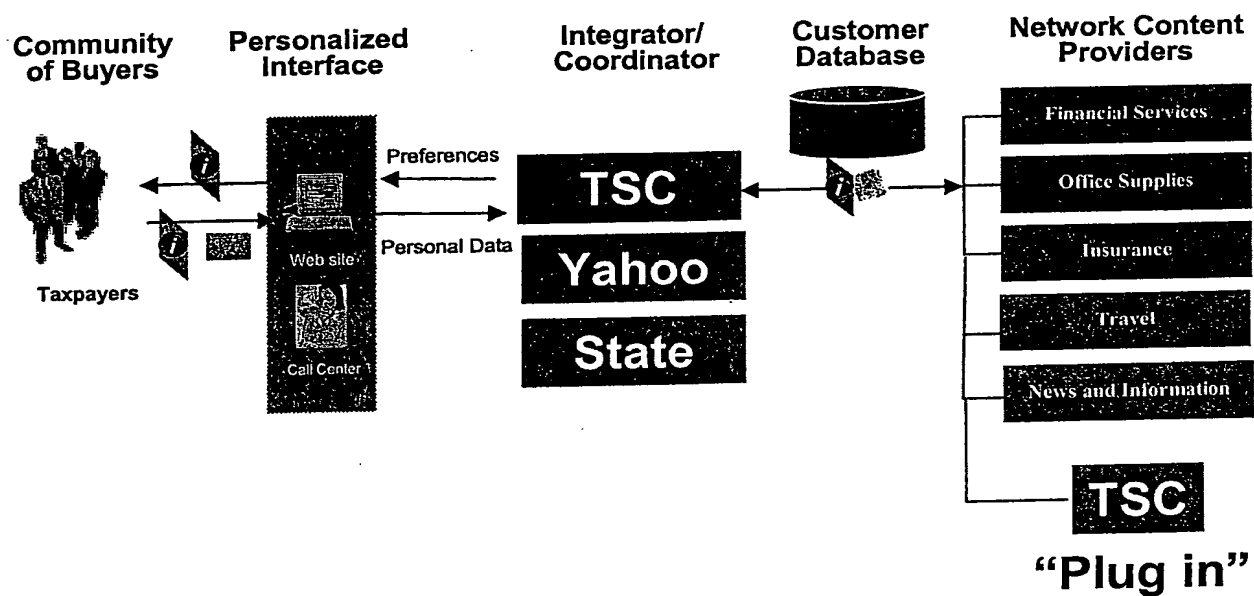 Community
of Buyers
Personalized
Interface
Integrator/
Coordinator
Customer
Database
Network Content
Providers
Taxpayers
i
i
Web site
Call Center
Preferences
Personal Data
TSC
Yahoo
State
i
Financial Services
Office Supplies
Insurance
Travel
News and Information
TSC
“Plug in”